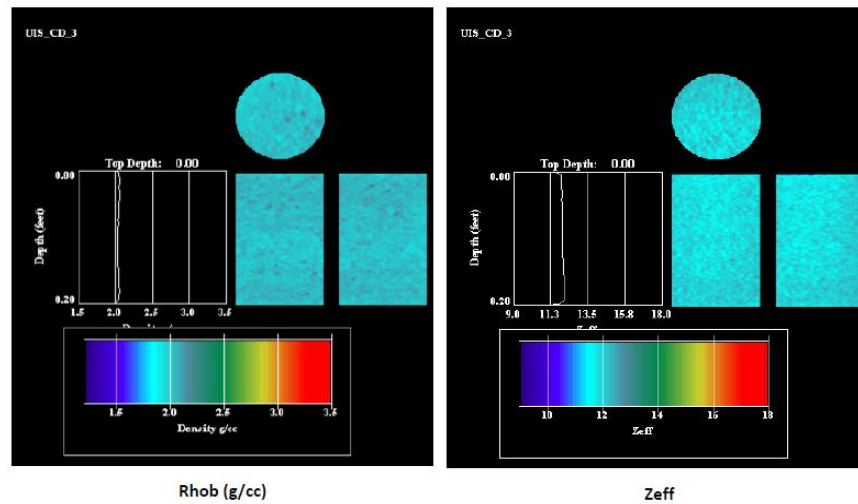 UIS_CD_3
Top Depth: 0.00
0.00
Depth (feet)
0.20
1.5 2.0 2.5 3.0 3.5
1.5 2.0 2.5 3.0 3.5
Density g/cc
Rhob (g/cc)
UIS_CD_3
Top Depth: 0.00
0.00
Depth (feet)
0.20
9.0 11.3 13.5 15.8 18.0
Zeff
10 12 14 16 18
Zeff
Zeff